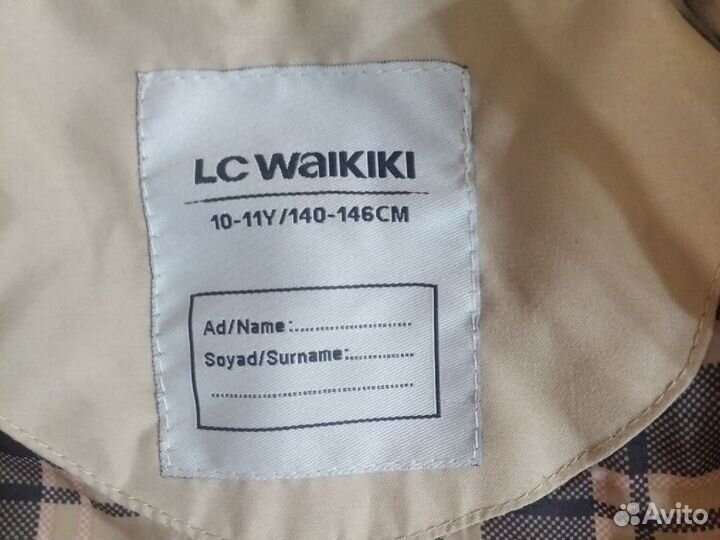 LC WAIKIKI
10-11Y/140-146CM
Ad/Name:....................
Soyad/Surname:............
....................................
Avito